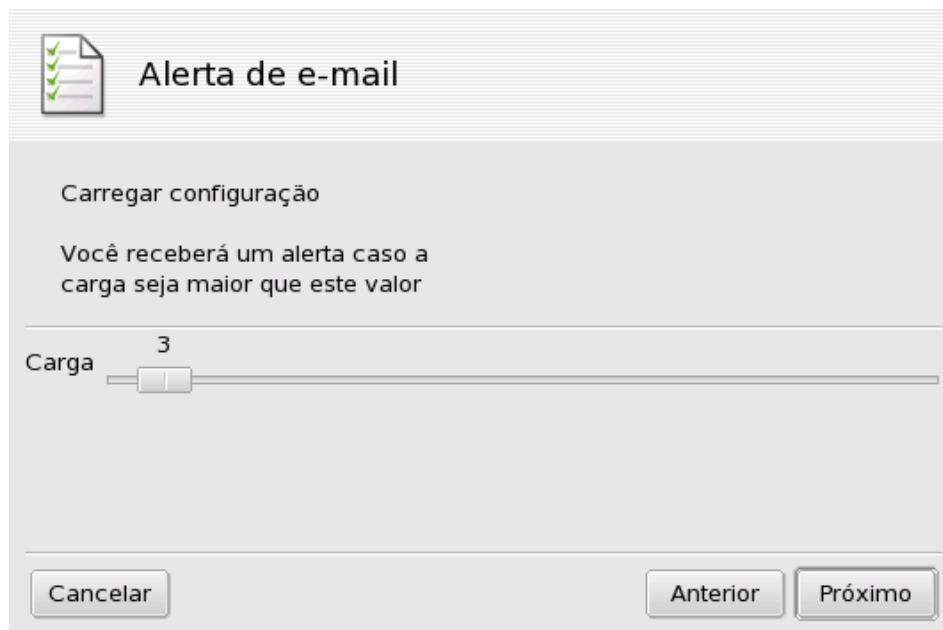 Alerta de e-mail
Carregar configuração
Você receberá um alerta caso a
carga seja maior que este valor
3
Carga
Cancelar
Anterior
Próximo